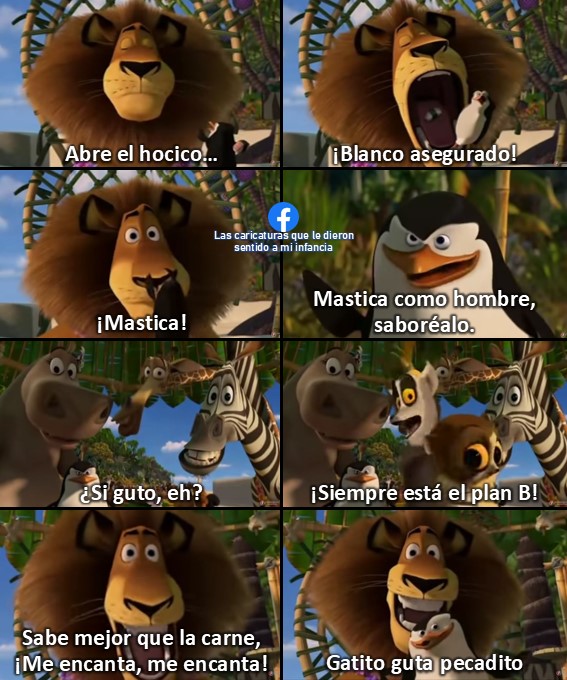 Abre el hocico...
¡Blanco asegurado!
Las caricaturas que le dieron
sentido a mi infancia
¡Mastica!
Mastica como hombre,
saboréalo.
¿Si guto, eh?
¡Siempre está el plan B!
Sabe mejor que la carne,
¡Me encanta, me encanta!
Gatito guta pecadito